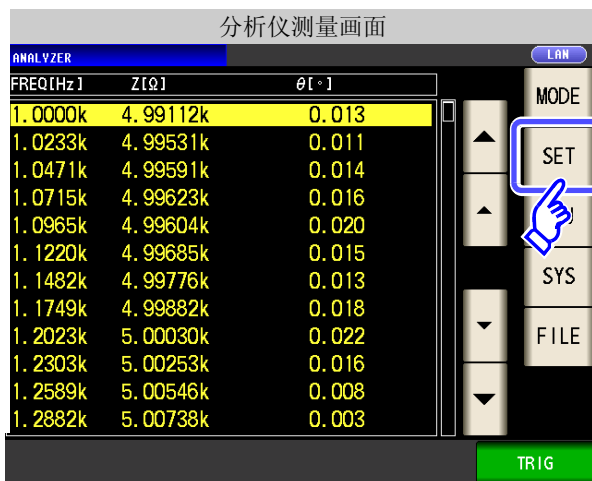 分析仪测量画面
ANALYZER LAN
FREQ[Hz] Z[Ω] θ[°]
1.0000k 4.99112k 0.013
1.0233k 4.99531k 0.011
1.0471k 4.99591k 0.014
1.0715k 4.99623k 0.016
1.0965k 4.99604k 0.020
1.1220k 4.99685k 0.015
1.1482k 4.99776k 0.013
1.1749k 4.99882k 0.018
1.2023k 5.00030k 0.022
1.2303k 5.00253k 0.016
1.2589k 5.00546k 0.008
1.2882k 5.00738k 0.003
MODE
SET
SYS
FILE
TRIG